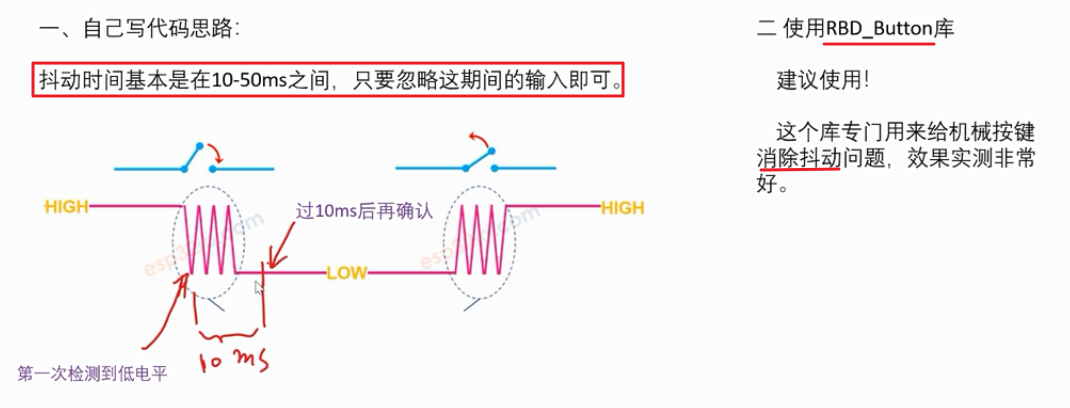 一、自己写代码思路：
抖动时间基本是在10-50ms之间，只要忽略这期间的输入即可。
HIGH
过10ms后再确认
HIGH
LOW
10 ms
第一次检测到低电平
二 使用RBD_Button库
建议使用！
这个库专门用来给机械按键
消除抖动问题，效果实测非常
好。